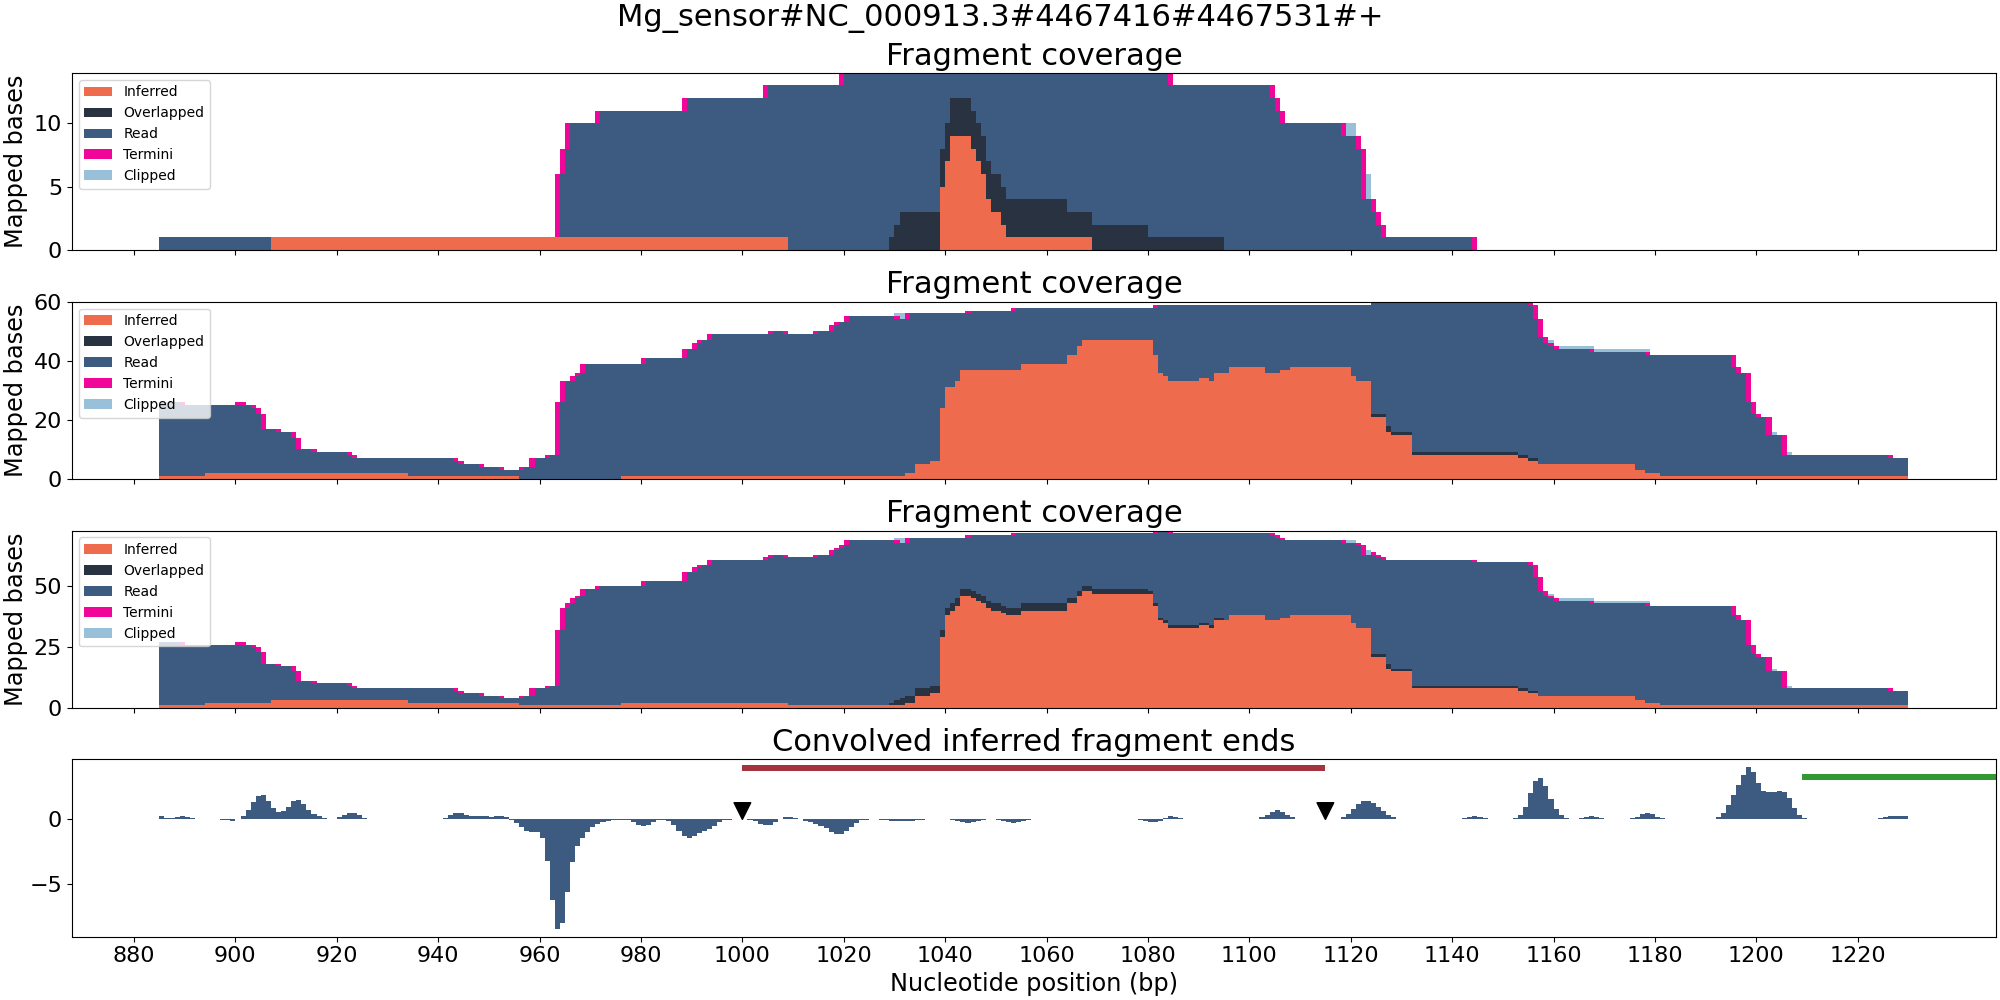 Mg_sensor#NC_000913.3#4467416#4467531#+
Fragment coverage
Mapped bases
10
5
0
Inferred
Overlapped
Read
Termini
Clipped
Fragment coverage
Mapped bases
60
40
20
0
Inferred
Overlapped
Read
Termini
Clipped
Fragment coverage
Mapped bases
50
25
0
Inferred
Overlapped
Read
Termini
Clipped
Convolved inferred fragment ends
0
−5
880 900 920 940 960 980 1000 1020 1040 1060 1080 1100 1120 1140 1160 1180 1200 1220
Nucleotide position (bp)